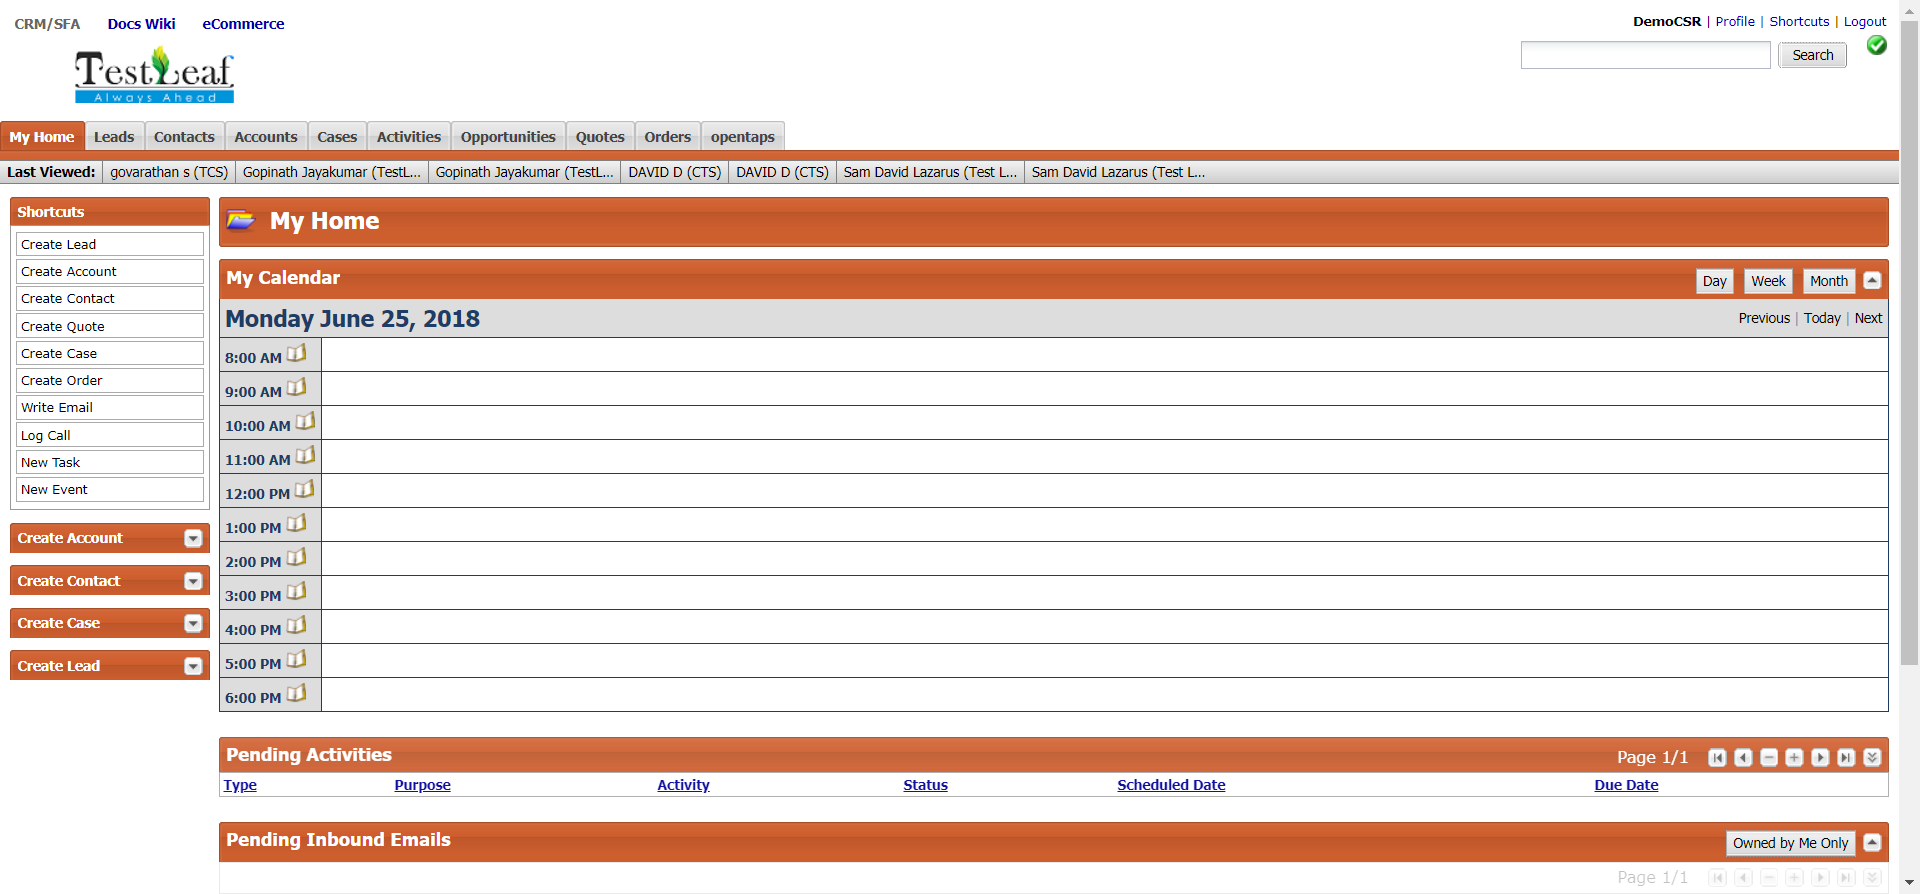 CRM/SFA Docs Wiki eCommerce
DemoCSR | Profile | Shortcuts | Logout
Search
TestLeaf
Always Ahead
My Home Leads Contacts Accounts Cases Activities Opportunities Quotes Orders opentaps
Last Viewed: govarathan s (TCS) Gopinath Jayakumar (TestL... Gopinath Jayakumar (TestL... DAVID D (CTS) DAVID D (CTS) Sam David Lazarus (Test L... Sam David Lazarus (Test L...
Shortcuts
Create Lead
Create Account
Create Contact
Create Quote
Create Case
Create Order
Write Email
Log Call
New Task
New Event
Create Account
Create Contact
Create Case
Create Lead
My Home
My Calendar Day Week Month
Monday June 25, 2018 Previous | Today | Next
8:00 AM
9:00 AM
10:00 AM
11:00 AM
12:00 PM
1:00 PM
2:00 PM
3:00 PM
4:00 PM
5:00 PM
6:00 PM
Pending Activities Page 1/1
Type Purpose Activity Status Scheduled Date Due Date
Pending Inbound Emails Owned by Me Only
Page 1/1